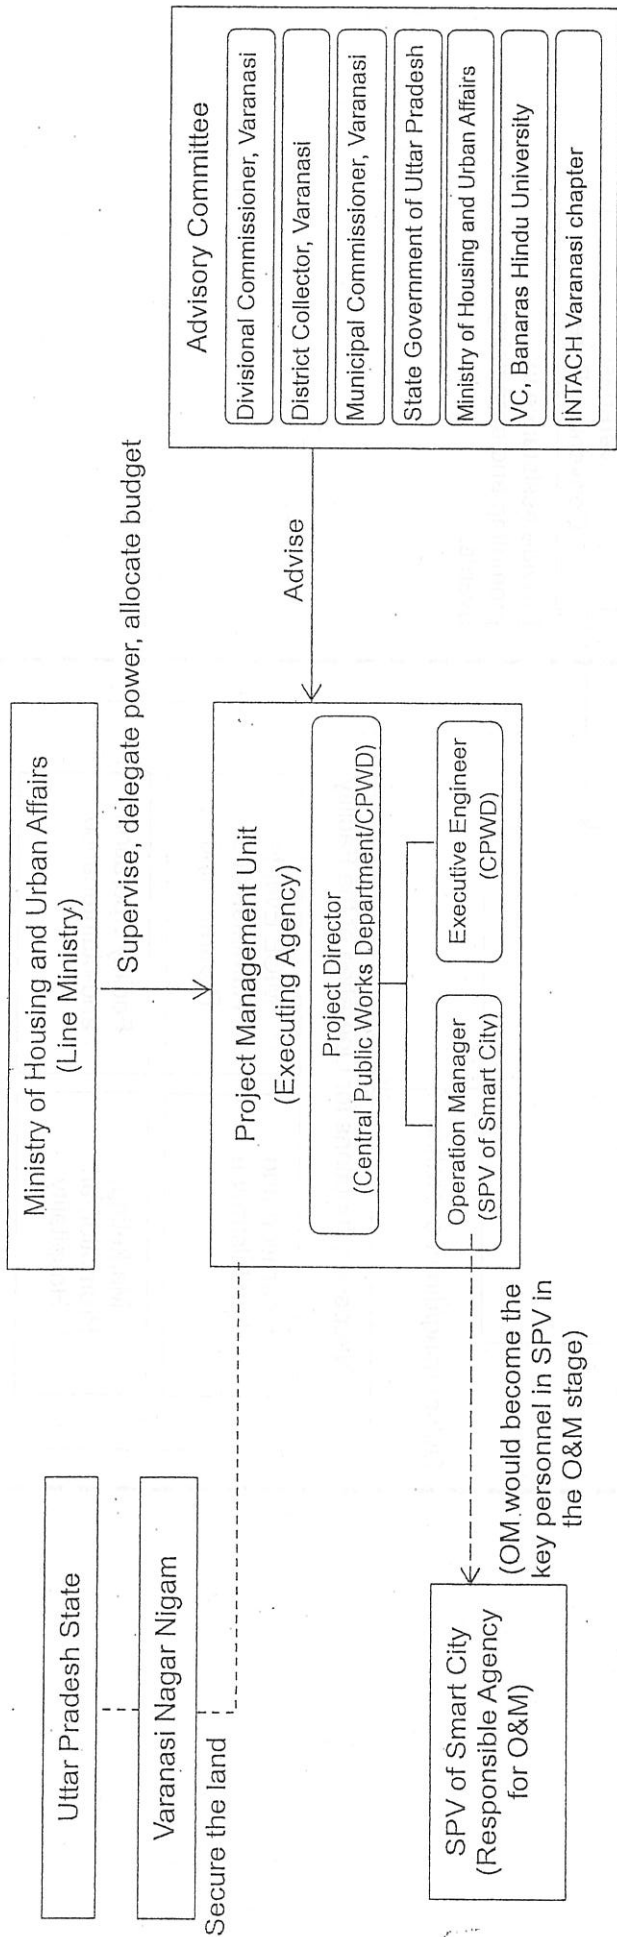 Uttar Pradesh State
Varanasi Nagar Nigam
Secure the land
Ministry of Housing and Urban Affairs
(Line Ministry)
Supervise, delegate power, allocate budget
Project Management Unit
(Executing Agency)
Project Director
(Central Public Works Department/CPWD)
Operation Manager
(SPV of Smart City)
Executive Engineer
(CPWD)
SPV of Smart City
(Responsible Agency
for O&M)
(OM would become the
key personnel in SPV in
the O&M stage)
Advise
Advisory Committee
Divisional Commissioner, Varanasi
District Collector, Varanasi
Municipal Commissioner, Varanasi
State Government of Uttar Pradesh
Ministry of Housing and Urban Affairs
VC, Banaras Hindu University
INTACH Varanasi chapter